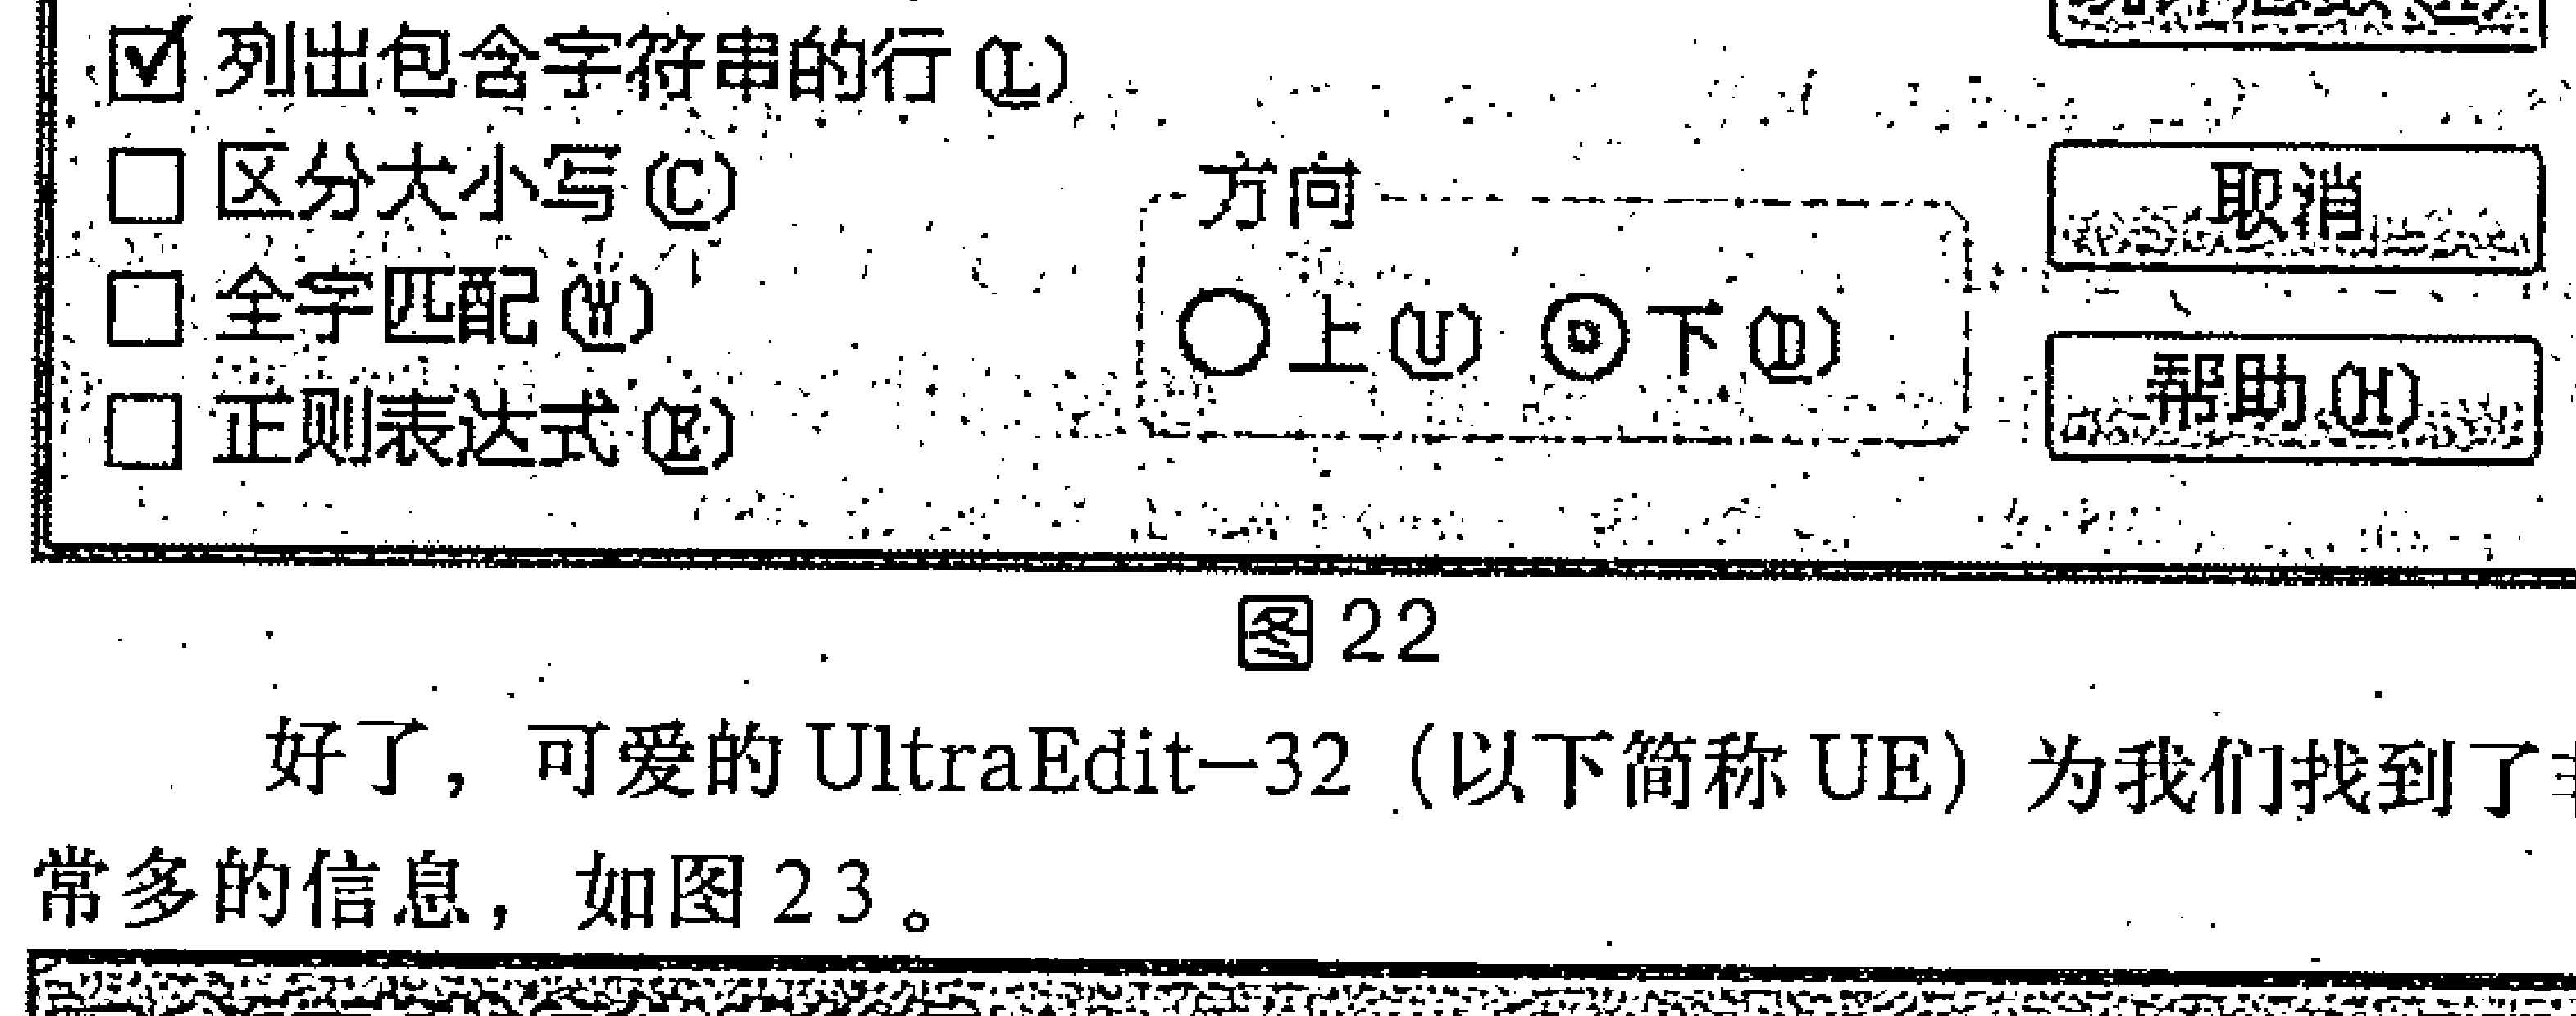 列出包含字符串的行(L)
区分大小写(C)
方向
取消
全字匹配(W)
上(U) 下(D)
帮助(H)
正则表达式(E)
图22
好了，可爱的UltraEdit-32（以下简称UE）为我们找到了
常多的信息，如图23。